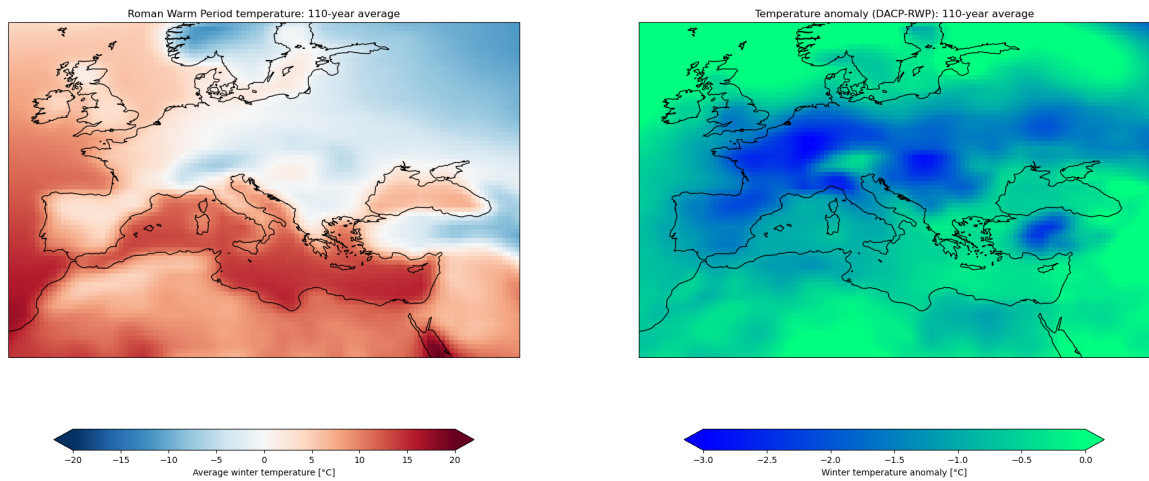 Roman Warm Period temperature: 110-year average
Temperature anomaly (DACP-RWP): 110-year average
−20 −15 −10 −5 0 5 10 15 20
Average winter temperature [°C]
−3.0 −2.5 −2.0 −1.5 −1.0 −0.5 0.0
Winter temperature anomaly [°C]